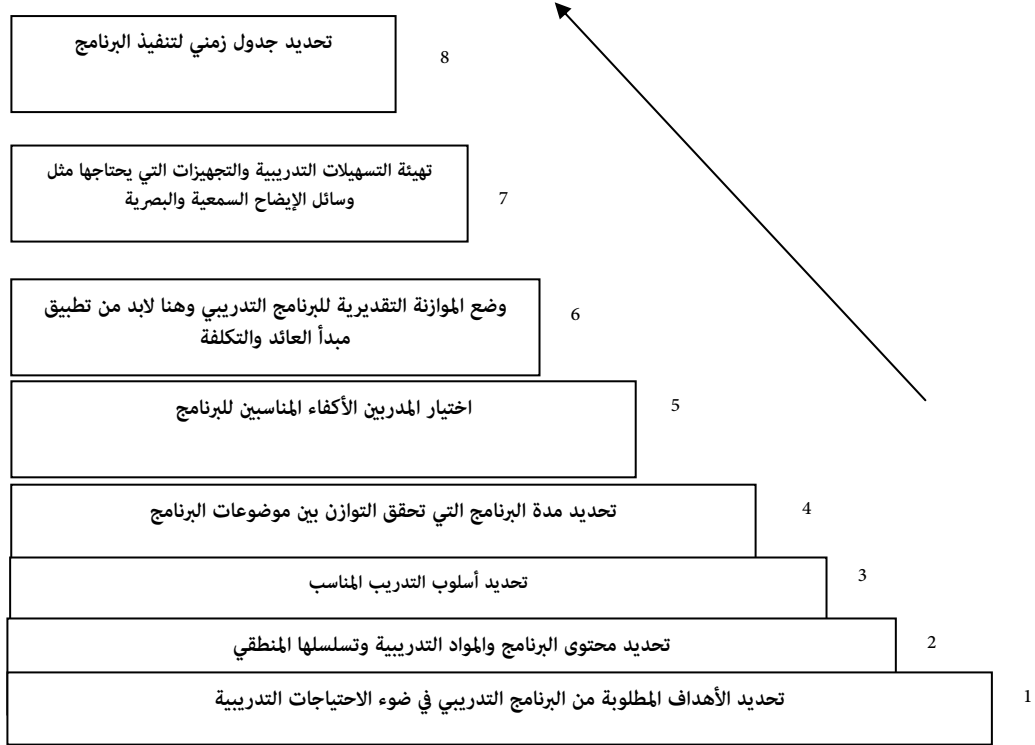 تحديد جدول زمني لتنفيذ البرنامج
8
تهيئة التسهيلات التدريبية والتجهيزات التي يحتاجها مثل
وسائل الإيضاح السمعية والبصرية
7
وضع الموازنة التقديرية للبرنامج التدريبي وهنا لابد من تطبيق
مبدأ العائد والتكلفة
6
اختيار المدربين الأكفاء المناسبين للبرنامج
5
تحديد مدة البرنامج التي تحقق التوازن بين موضوعات البرنامج
4
تحديد أسلوب التدريب المناسب
3
تحديد محتوى البرنامج والمواد التدريبية وتسلسلها المنطقي
2
تحديد الأهداف المطلوبة من البرنامج التدريبي في ضوء الاحتياجات التدريبية
1